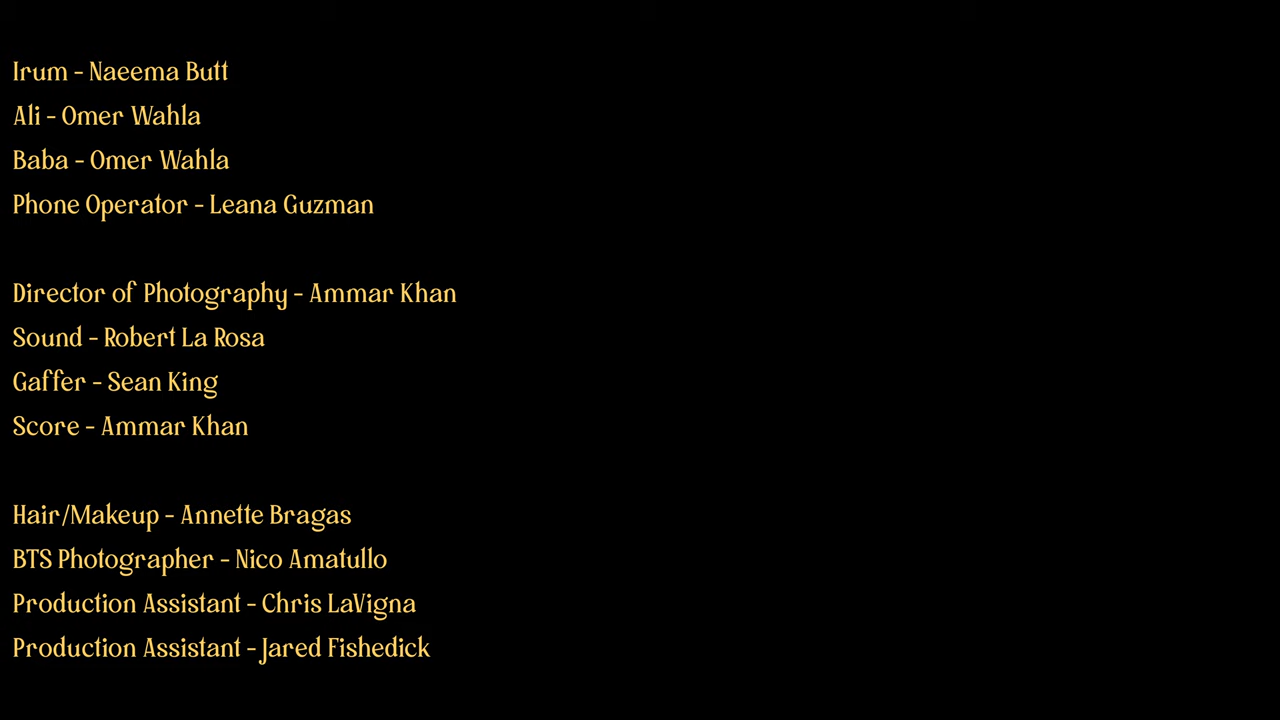 Irum - Naeema Butt
Ali - Omer Wahla
Baba - Omer Wahla
Phone Operator - Leana Guzman
Director of Photography - Ammar Khan
Sound - Robert La Rosa
Gaffer - Sean King
Score - Ammar Khan
Hair/Makeup - Annette Bragas
BTS Photographer - Nico Amatullo
Production Assistant - Chris LaVigna
Production Assistant - Jared Fishedick